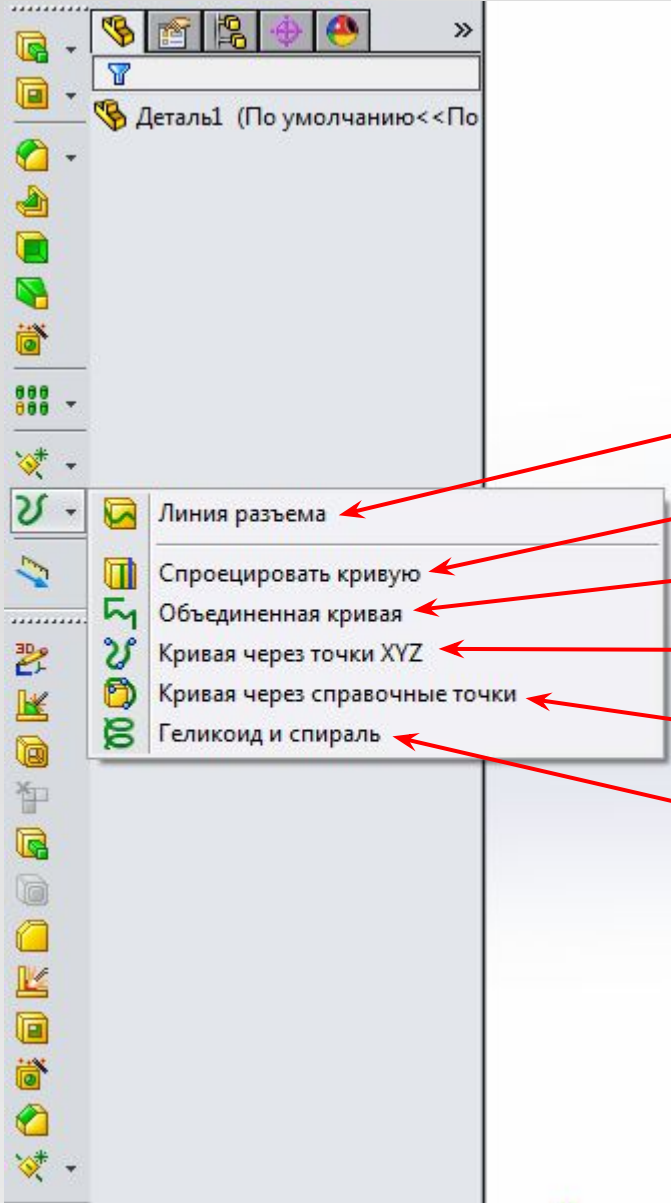 »
Деталь1 (По умолчанию<<По
Линия разъема
Спроецировать кривую
Объединенная кривая
Кривая через точки XYZ
3D
Кривая через справочные точки
Геликоид и спираль